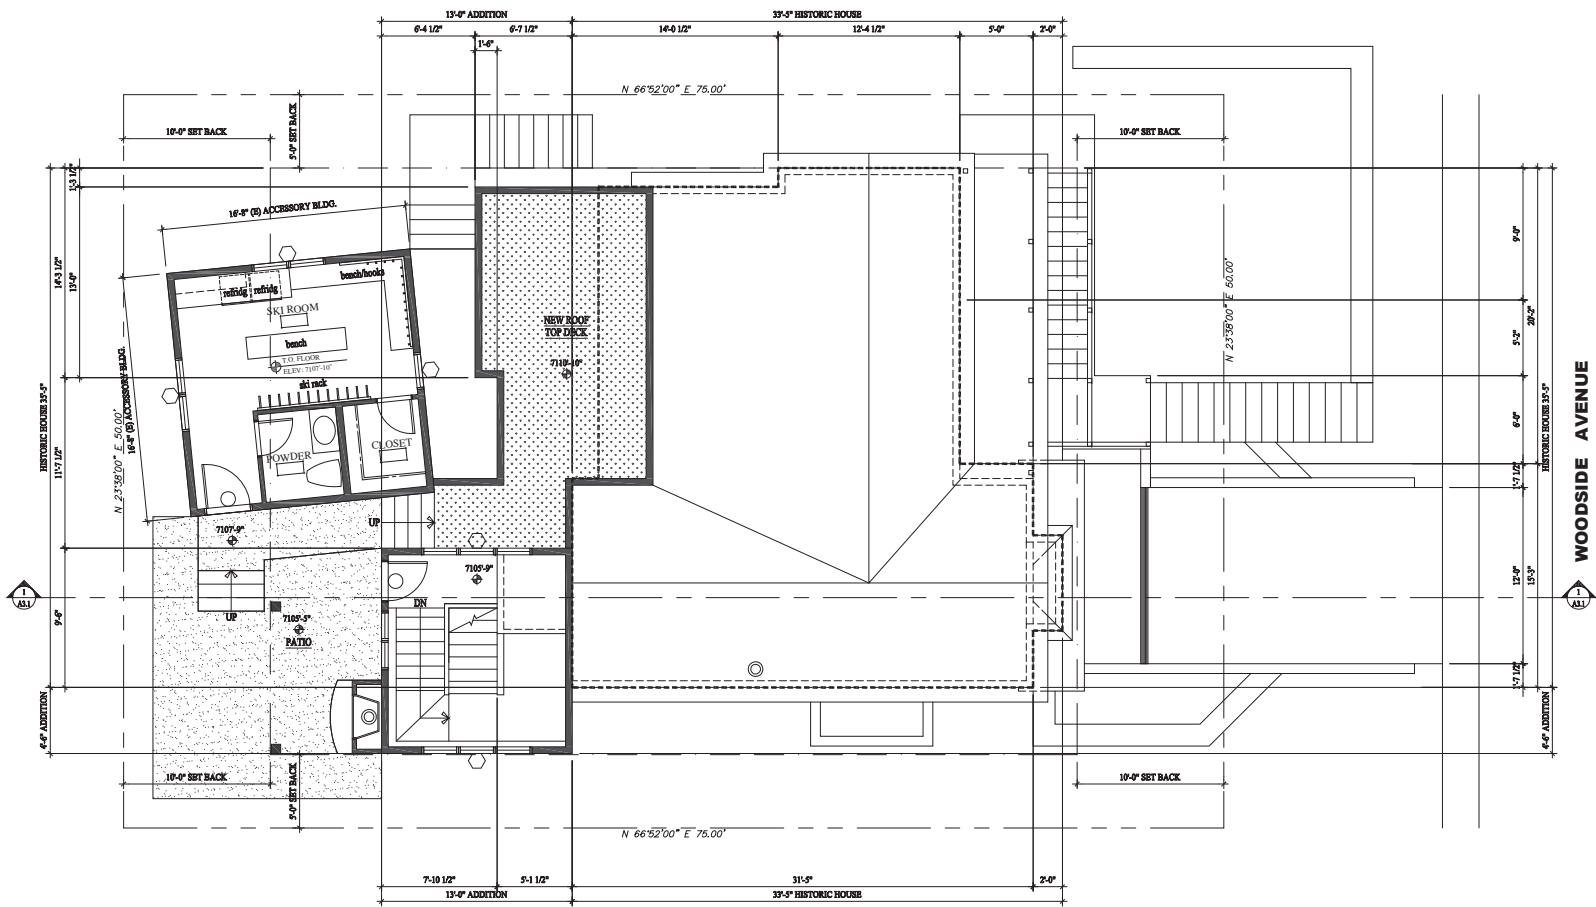 13'-0" ADDITION
33'-5" HISTORIC HOUSE
6'-4 1/2"
6'-7 1/2"
14'-0 1/2"
12'-4 1/2"
5'-0"
2'-0"
1'-6"
N 66°52'00" E 75.00'
10'-0" SET BACK
5'-0" SET BACK
10'-0" SET BACK
1'-3 1/2"
16'-8" (E) ACCESSORY BLDG.
14'-3 1/2"
13'-0"
bench/hooks
refridg
refridg
SKI ROOM
bench
T.O. FLOOR
ELEV: 7107'-10"
ski rack
POWDER
CLOSET
16'-8" (E) ACCESSORY BLDG.
N 23°38'00" E 50.00'
HISTORIC HOUSE 35'-5"
11'-7 1/2"
NEW ROOF
TOP DECK
7110'-10"
9'-0"
20'-2"
5'-2"
6'-0"
N 23°38'00" E 50.00'
HISTORIC HOUSE 35'-5"
1'-7 1/2"
12'-0"
15'-3"
1'-7 1/2"
4'-6" ADDITION
WOODSIDE AVENUE
7107'-9"
UP
7105'-9"
DN
1
A3.1
1
A3.1
UP
7105'-5"
PATIO
9'-6"
4'-6" ADDITION
10'-0" SET BACK
5'-0" SET BACK
10'-0" SET BACK
N 66°52'00" E 75.00'
7'-10 1/2"
5'-1 1/2"
31'-5"
2'-0"
13'-0" ADDITION
33'-5" HISTORIC HOUSE